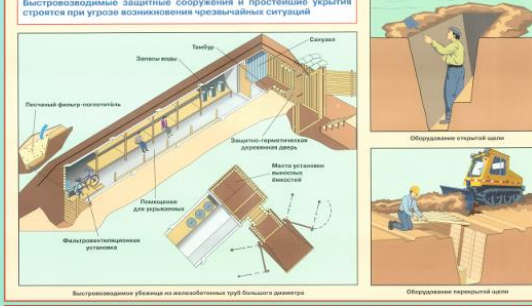 Быстровозводимые защитные сооружения и простейшие укрытия
строятся при угрозе возникновения чрезвычайных ситуаций
Санузел
Тамбур
Запасы воды
Песчаный фильтр-поглотитель
Защитно-герметическая
деревянная дверь
Место установки
выносных
ёмкостей
Помещение
для укрываемых
Фильтровентиляционная
установка
Быстровозводимое убежище из железобетонных труб большого диаметра
Оборудование открытой щели
Оборудование перекрытой щели